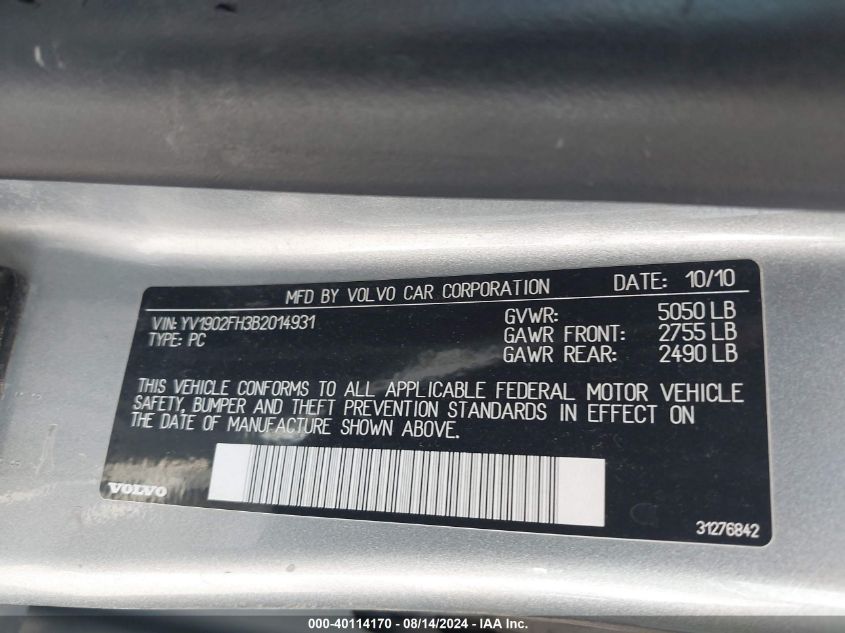 MFD BY VOLVO CAR CORPORATION DATE: 10/10
VIN: YV1902FH3B2014931
TYPE: PC
GVWR: 5050 LB
GAWR FRONT: 2755 LB
GAWR REAR: 2490 LB
THIS VEHICLE CONFORMS TO ALL APPLICABLE FEDERAL MOTOR VEHICLE
SAFETY, BUMPER AND THEFT PREVENTION STANDARDS IN EFFECT ON
THE DATE OF MANUFACTURE SHOWN ABOVE.
VOLVO
31276842
000-40114170 - 08/14/2024 - IAA Inc.